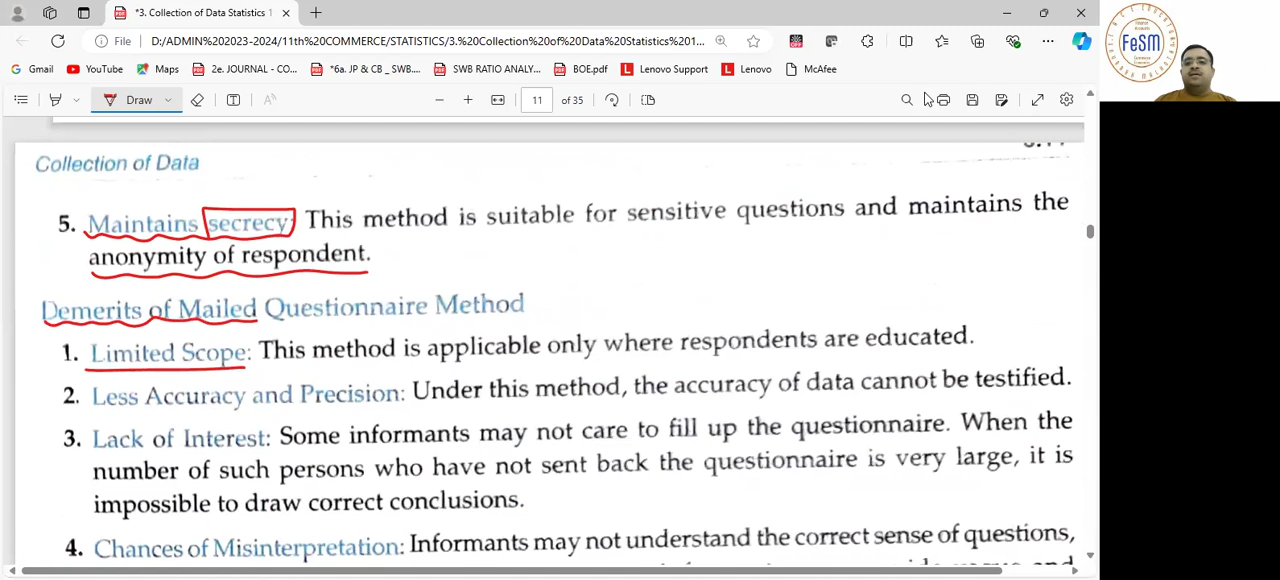 *3. Collection of Data Statistics 1
File D:/ADMIN%202023-2024/11th%20COMMERCE/STATISTICS/3.%20Collection%20of%20Data%20Statistics%201...
Gmail YouTube Maps 2e. JOURNAL - CO... *6a. JP & CB _ SWB.... SWB RATIO ANALY... BOE.pdf Lenovo Support Lenovo McAfee
Draw 11 of 35
FeSM
Collection of Data
5. Maintains secrecy: This method is suitable for sensitive questions and maintains the
anonymity of respondent.
Demerits of Mailed Questionnaire Method
1. Limited Scope: This method is applicable only where respondents are educated.
2. Less Accuracy and Precision: Under this method, the accuracy of data cannot be testified.
3. Lack of Interest: Some informants may not care to fill up the questionnaire. When the
number of such persons who have not sent back the questionnaire is very large, it is
impossible to draw correct conclusions.
4. Chances of Misinterpretation: Informants may not understand the correct sense of questions,